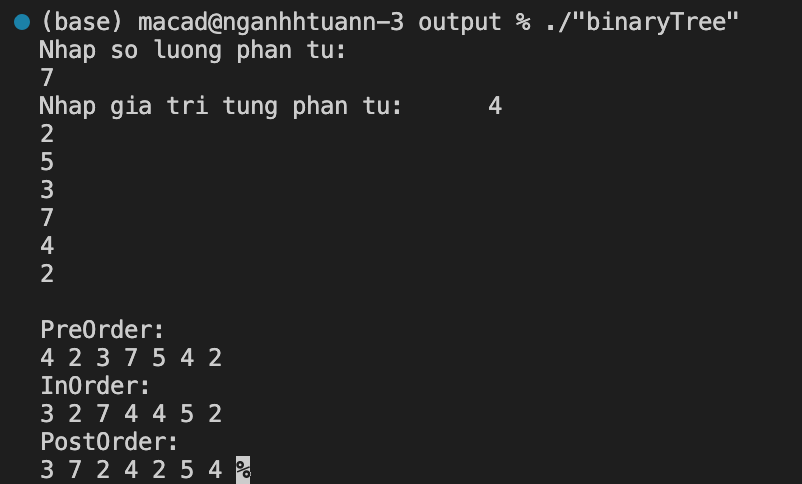 (base) macad@nganhhtuann-3 output % ./"binaryTree"
Nhap so luong phan tu:
7
Nhap gia tri tung phan tu:      4
2
5
3
7
4
2
PreOrder:
4 2 3 7 5 4 2
InOrder:
3 2 7 4 4 5 2
PostOrder:
3 7 2 4 2 5 4 %